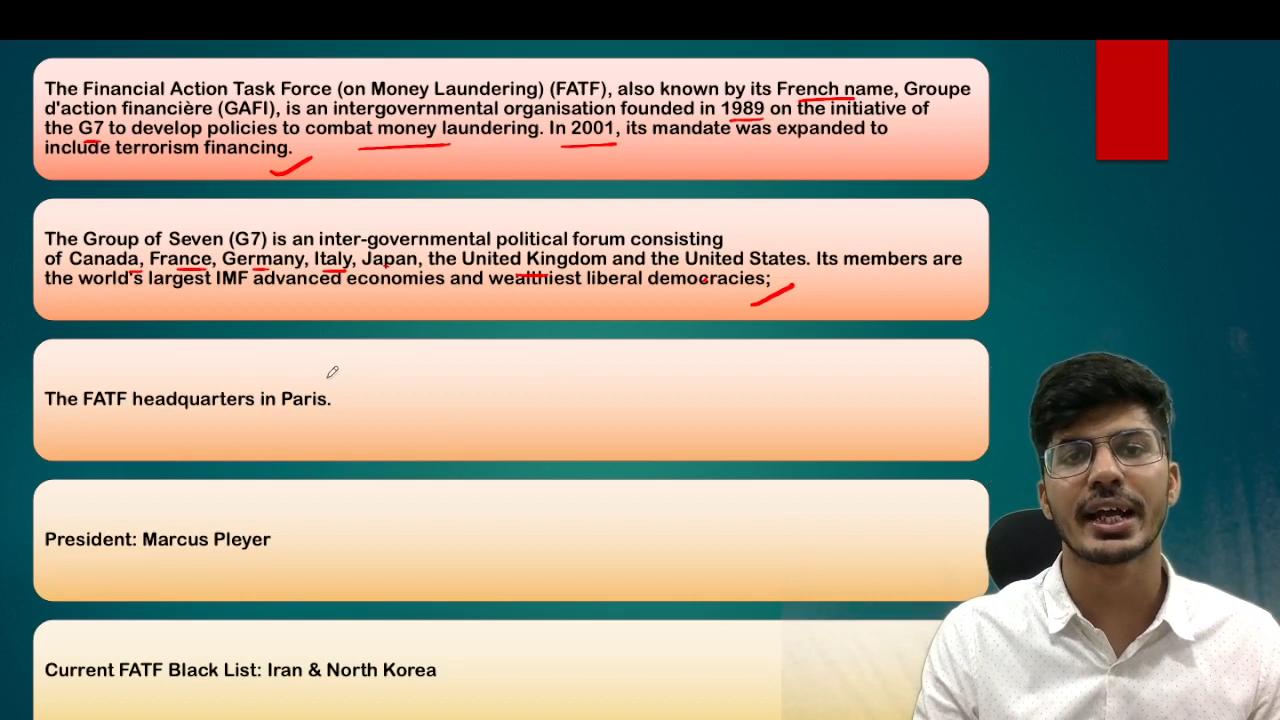 The Financial Action Task Force (on Money Laundering) (FATF), also known by its French name, Groupe
d'action financière (GAFI), is an intergovernmental organisation founded in 1989 on the initiative of
the G7 to develop policies to combat money laundering. In 2001, its mandate was expanded to
include terrorism financing.
The Group of Seven (G7) is an inter-governmental political forum consisting
of Canada, France, Germany, Italy, Japan, the United Kingdom and the United States. Its members are
the world's largest IMF advanced economies and wealthiest liberal democracies;
The FATF headquarters in Paris.
President: Marcus Pleyer
Current FATF Black List: Iran & North Korea